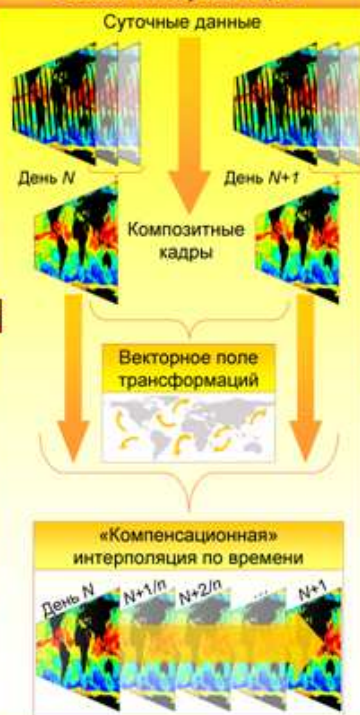 Суточные данные
День N
День N+1
Композитные
кадры
Векторное поле
трансформаций
«Компенсационная»
интерполяция по времени
День N
N+1/n
N+2/n
...
N+1